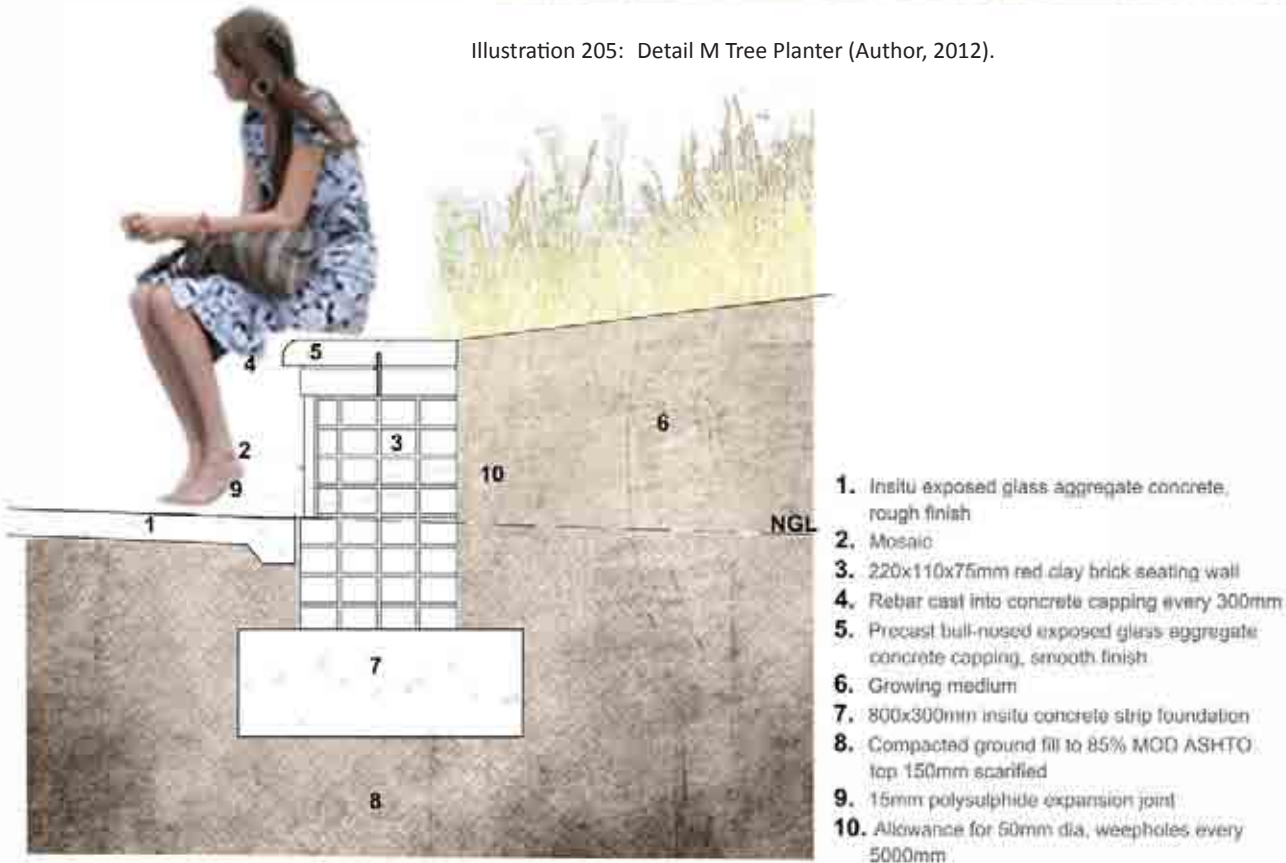 Illustration 205: Detail M Tree Planter (Author, 2012).
5
4
3
6
2
10
9
1
NGL
7
8
1. Insitu exposed glass aggregate concrete,
rough finish
2. Mosaic
3. 220x110x75mm red clay brick seating wall
4. Rebar cast into concrete capping every 300mm
5. Precast bull-nosed exposed glass aggregate
concrete capping, smooth finish
6. Growing medium
7. 800x300mm insitu concrete strip foundation
8. Compacted ground fill to 85% MOD ASHTO
top 150mm scarified
9. 15mm polysulphide expansion joint
10. Allowance for 50mm dia. weepholes every
5000mm